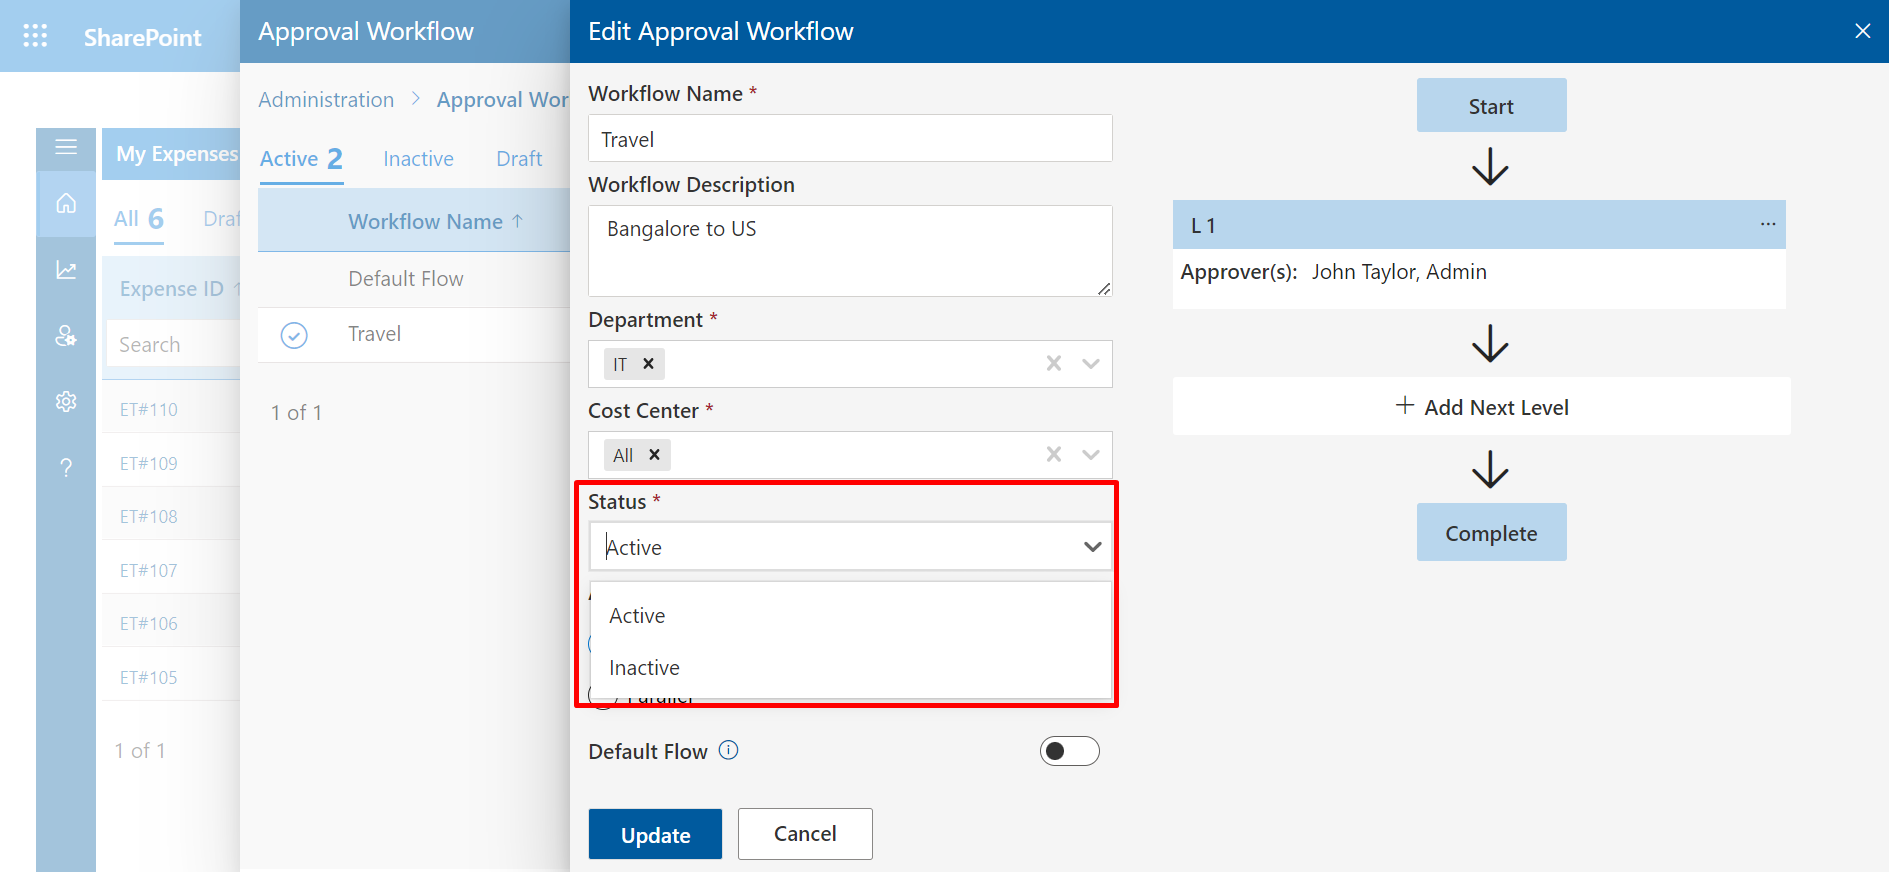 SharePoint
My Expenses
All 6
Expense ID
Search
ET#110
ET#109
ET#108
ET#107
ET#106
ET#105
1 of 1
Approval Workflow
Administration > Approval Wor
Active 2 Inactive Draft
Workflow Name ↑
Default Flow
Travel
1 of 1
Edit Approval Workflow
Workflow Name *
Travel
Workflow Description
Bangalore to US
Department *
IT
Cost Center *
All
Status *
Active
Active
Inactive
Parallel
Default Flow
Update Cancel
Start
L 1 ...
Approver(s): John Taylor, Admin
+ Add Next Level
Complete